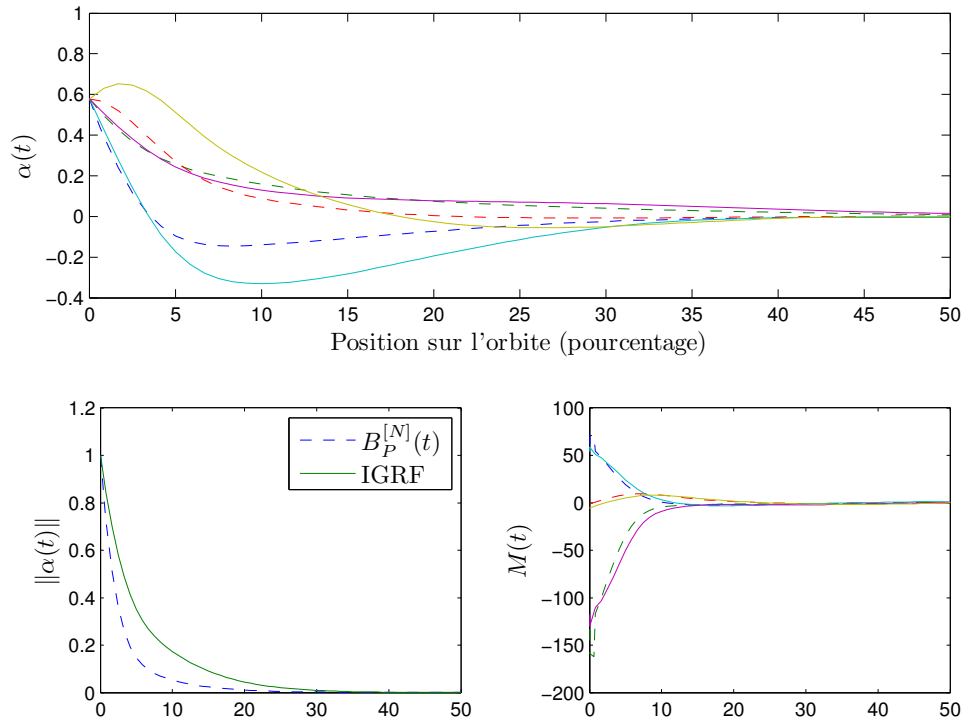 1
0.8
0.6
0.4
0.2
0
−0.2
−0.4
α(t)
0 5 10 15 20 25 30 35 40 45 50
Position sur l'orbite (pourcentage)
1.2
1
0.8
0.6
0.4
0.2
0
||α(t)||
B_P^{[N]}(t)
IGRF
0 10 20 30 40 50
100
50
0
−50
−100
−150
−200
M(t)
0 10 20 30 40 50